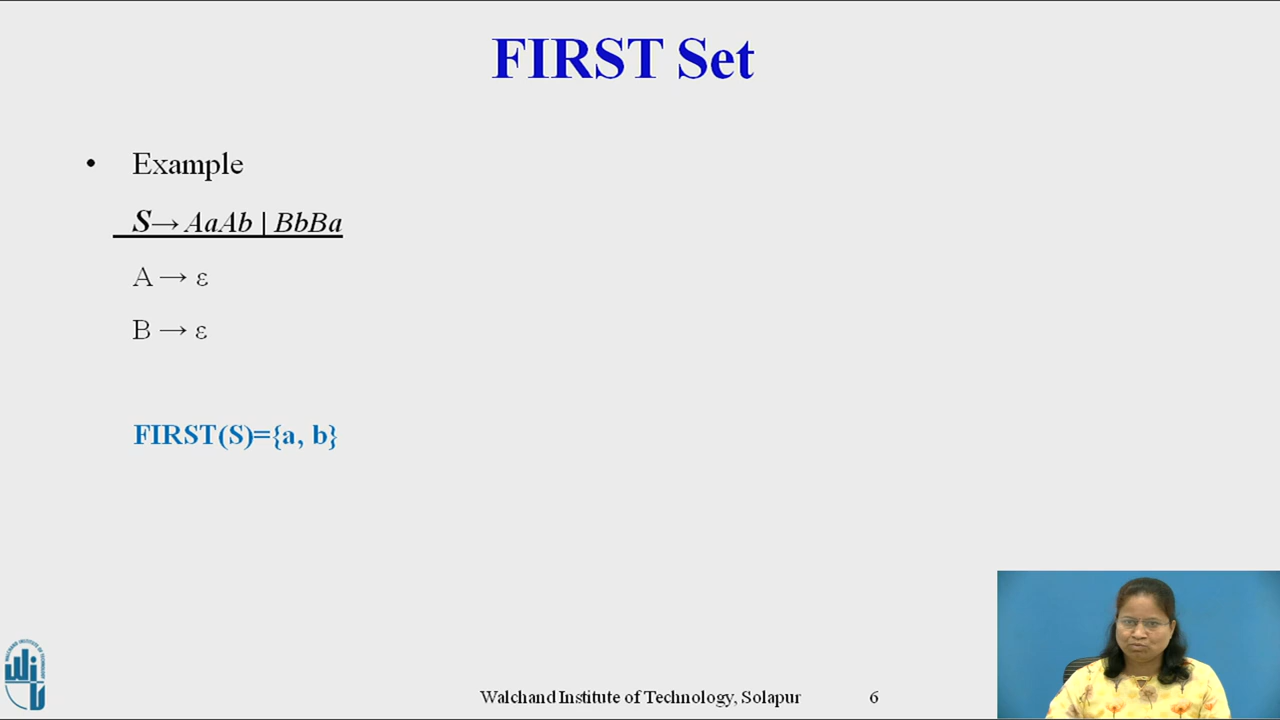 FIRST Set
• Example
S→ AaAb | BbBa
A → ε
B → ε
FIRST(S)={a, b}
Walchand Institute of Technology, Solapur 6